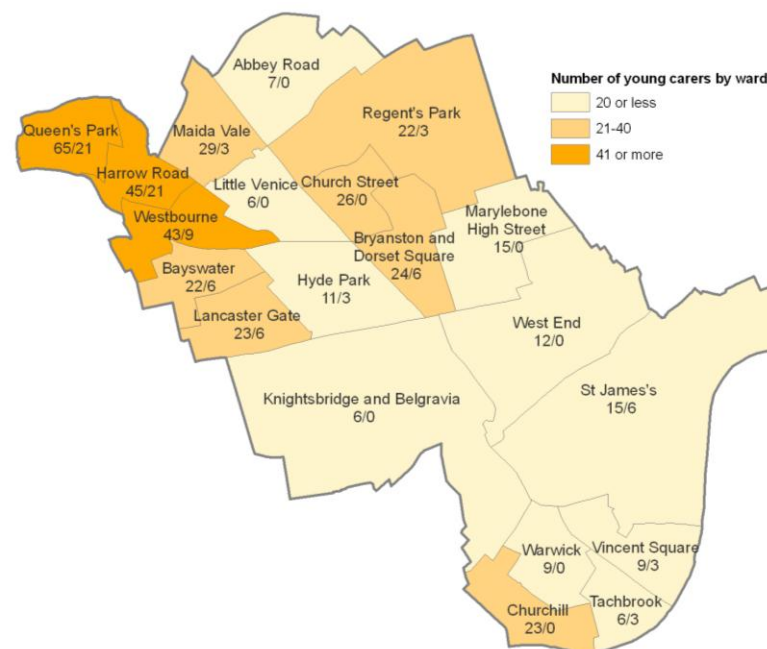 Abbey Road
7/0
Number of young carers by ward
20 or less
21-40
41 or more
Regent's Park
22/3
Queen's Park
65/21
Maida Vale
29/3
Harrow Road
45/21
Little Venice
6/0
Church Street
26/0
Marylebone
High Street
15/0
Westbourne
43/9
Bryanston and
Dorset Square
24/6
Bayswater
22/6
Hyde Park
11/3
Lancaster Gate
23/6
West End
12/0
St James's
15/6
Knightsbridge and Belgravia
6/0
Warwick
9/0
Vincent Square
9/3
Churchill
23/0
Tachbrook
6/3